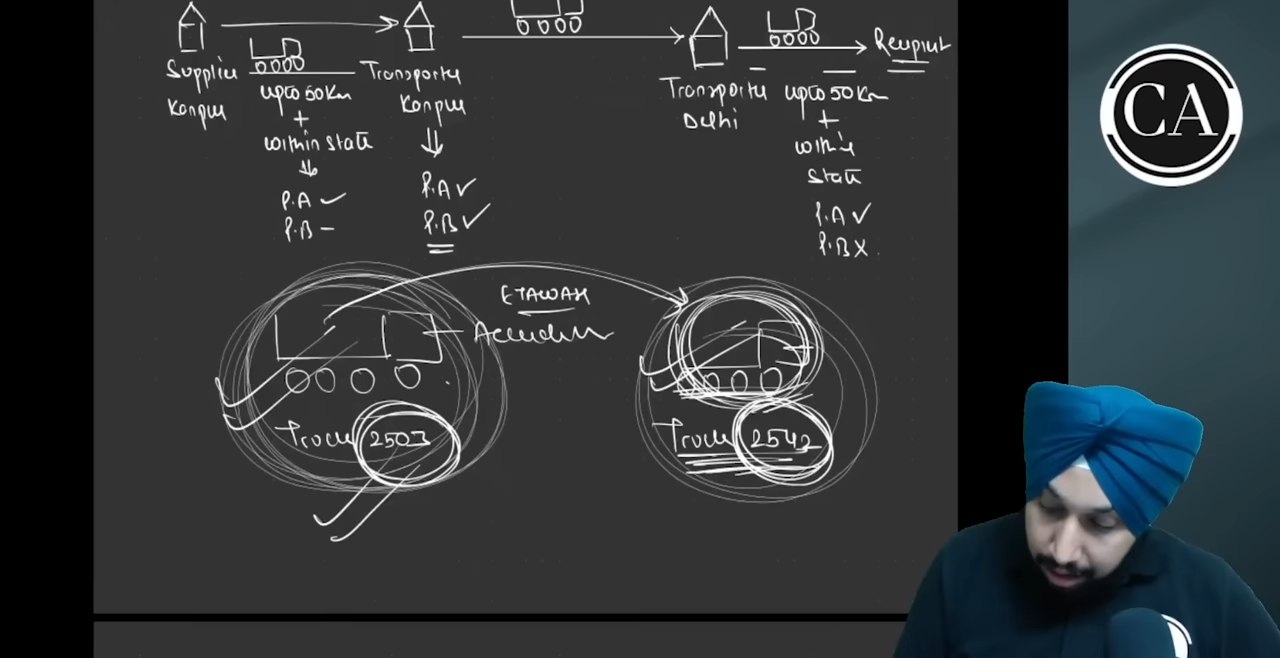 Supplier
Kanpur
upto 50km
+
within state
P.A ✓
P.B –
Transporter
Kanpur
P.A ✓
P.B ✓
Transporter
Delhi
upto 50km
+
within
state
P.A ✓
P.B X
Recipient
ETAWAH
Accident
Truck 2503
Truck 2542
CA